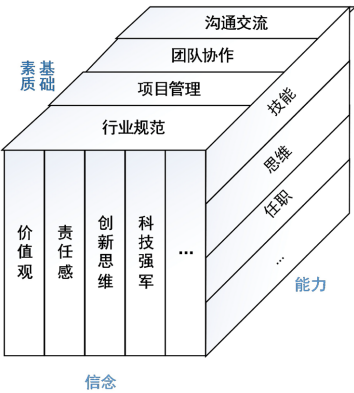 沟通交流
团队协作
项目管理
行业规范
素质
基础
技能
思维
任职
...
价值观
责任感
创新思维
科技强军
...
能力
信念